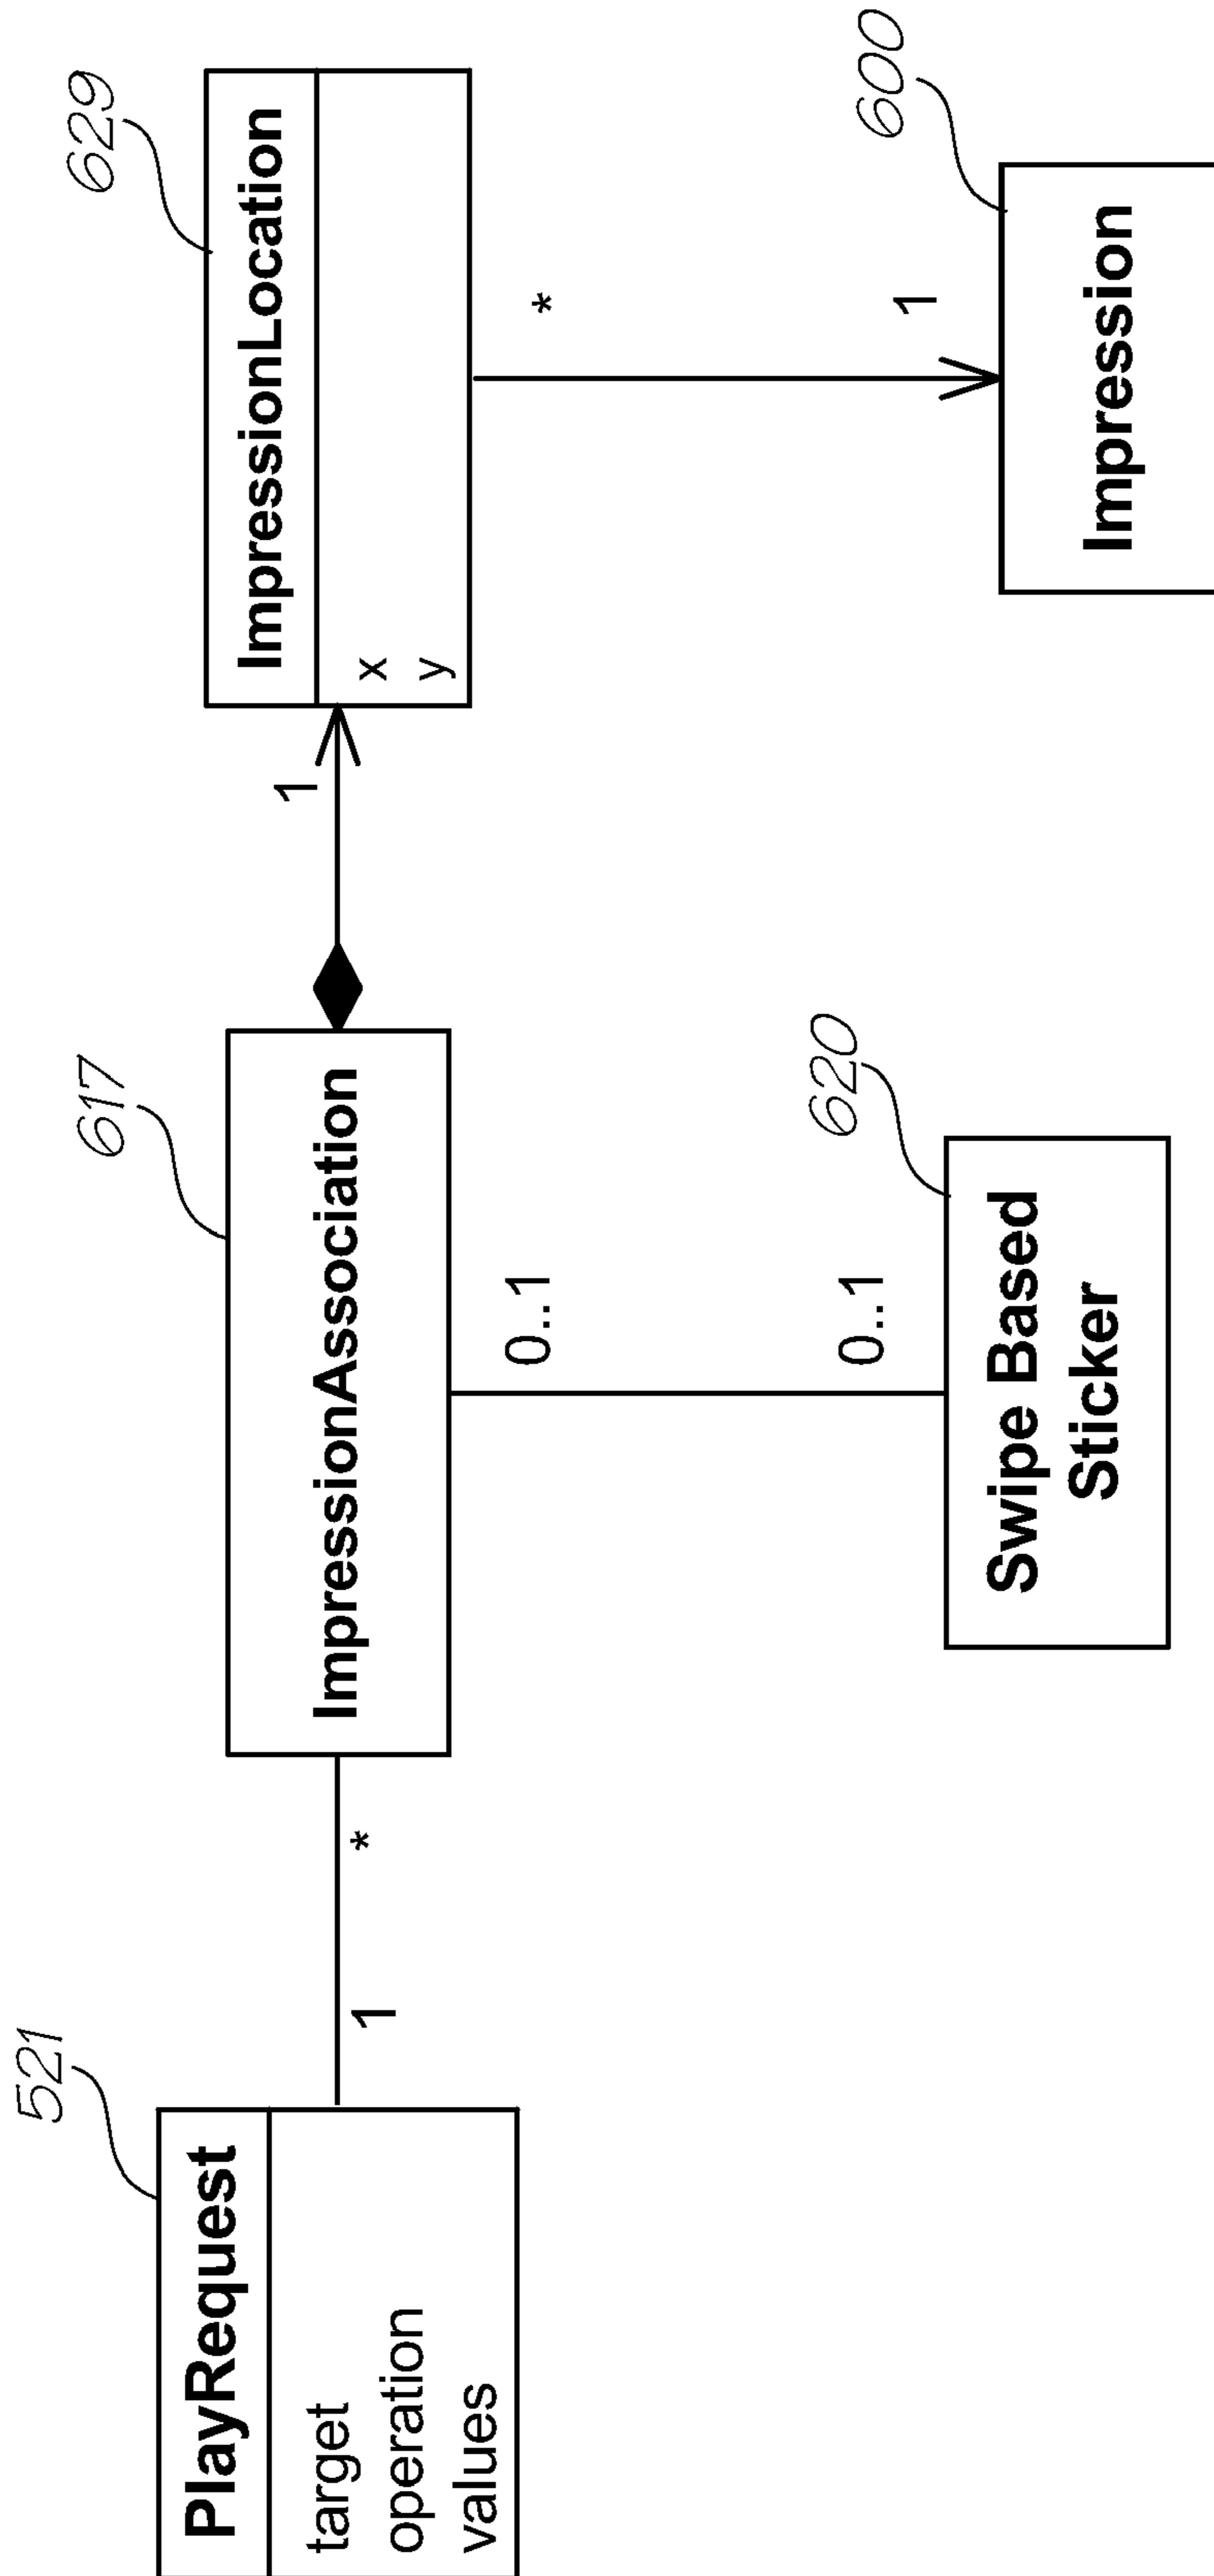 521
PlayRequest
target
operation
values
1
*
617
ImpressionAssociation
1
629
ImpressionLocation
x
y
0..1
0..1
620
Swipe Based
Sticker
*
1
600
Impression